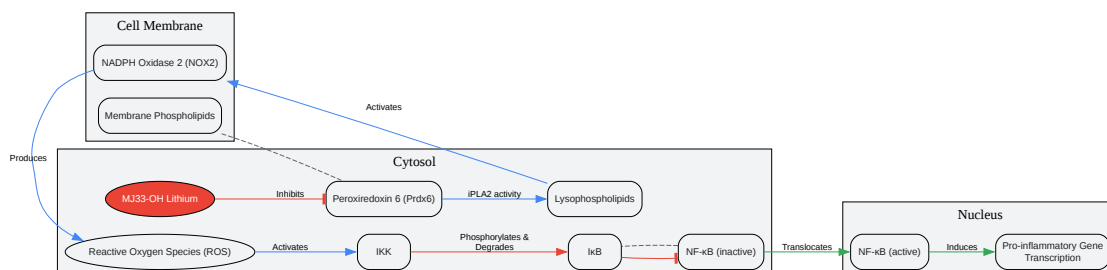 Cell Membrane
NADPH Oxidase 2 (NOX2)
Membrane Phospholipids
Activates
Produces
Cytosol
MJ33-OH Lithium
Inhibits
Peroxiredoxin 6 (Prdx6)
iPLA2 activity
Lysophospholipids
Reactive Oxygen Species (ROS)
Activates
IKK
Phosphorylates &
Degrades
IκB
NF-κB (inactive)
Translocates
Nucleus
NF-κB (active)
Induces
Pro-inflammatory Gene
Transcription